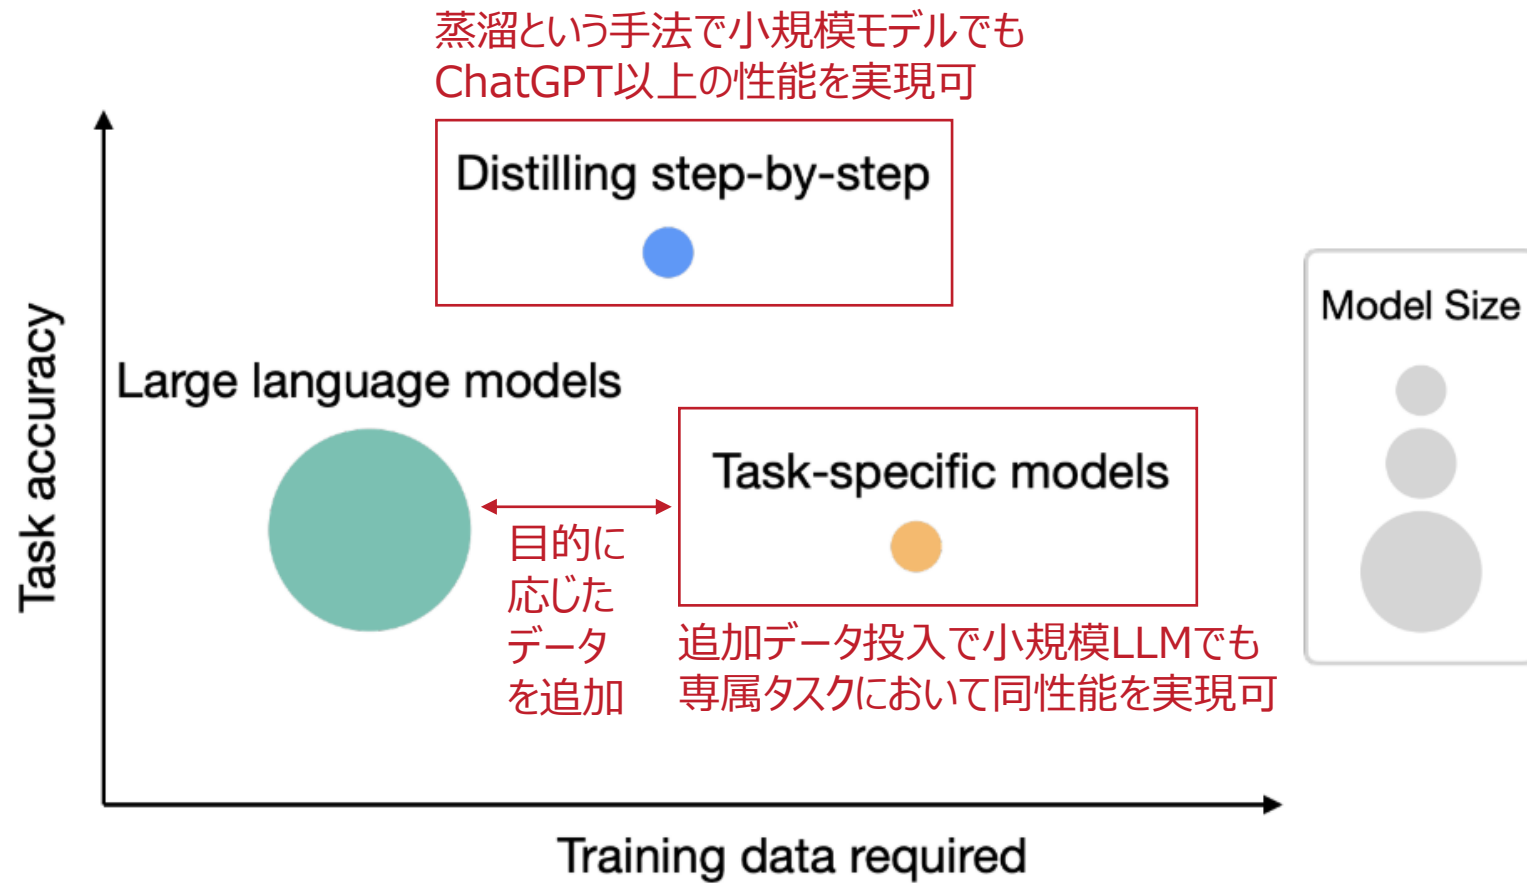 蒸溜という手法で小規模モデルでも
ChatGPT以上の性能を実現可
Distilling step-by-step
Model Size
Large language models
Task accuracy
Task-specific models
目的に
応じた
データ
を追加
追加データ投入で小規模LLMでも
専属タスクにおいて同性能を実現可
Training data required